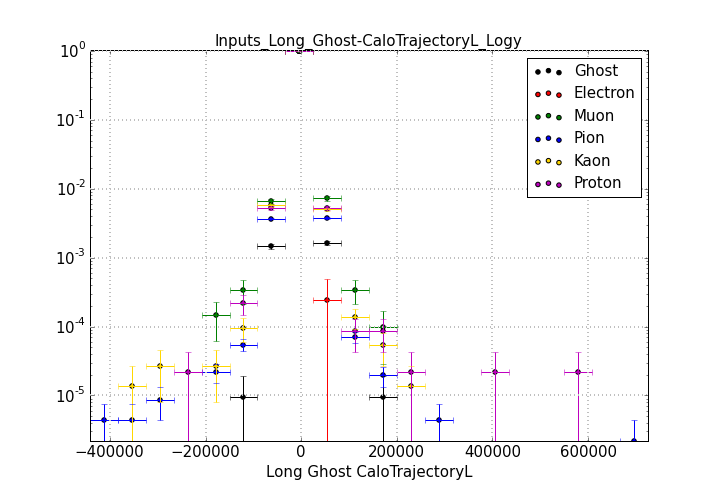 Inputs_Long_Ghost-CaloTrajectoryL_Logy
10^0
10^-1
10^-2
10^-3
10^-4
10^-5
Ghost
Electron
Muon
Pion
Kaon
Proton
−400000 −200000 0 200000 400000 600000
Long Ghost CaloTrajectoryL